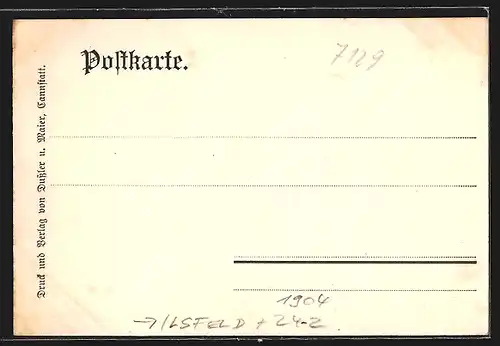 Postkarte.
7129
Druck und Verlag von Dußler u. Maier, Cannstatt.
1904
→ ILSFELD + 24-2